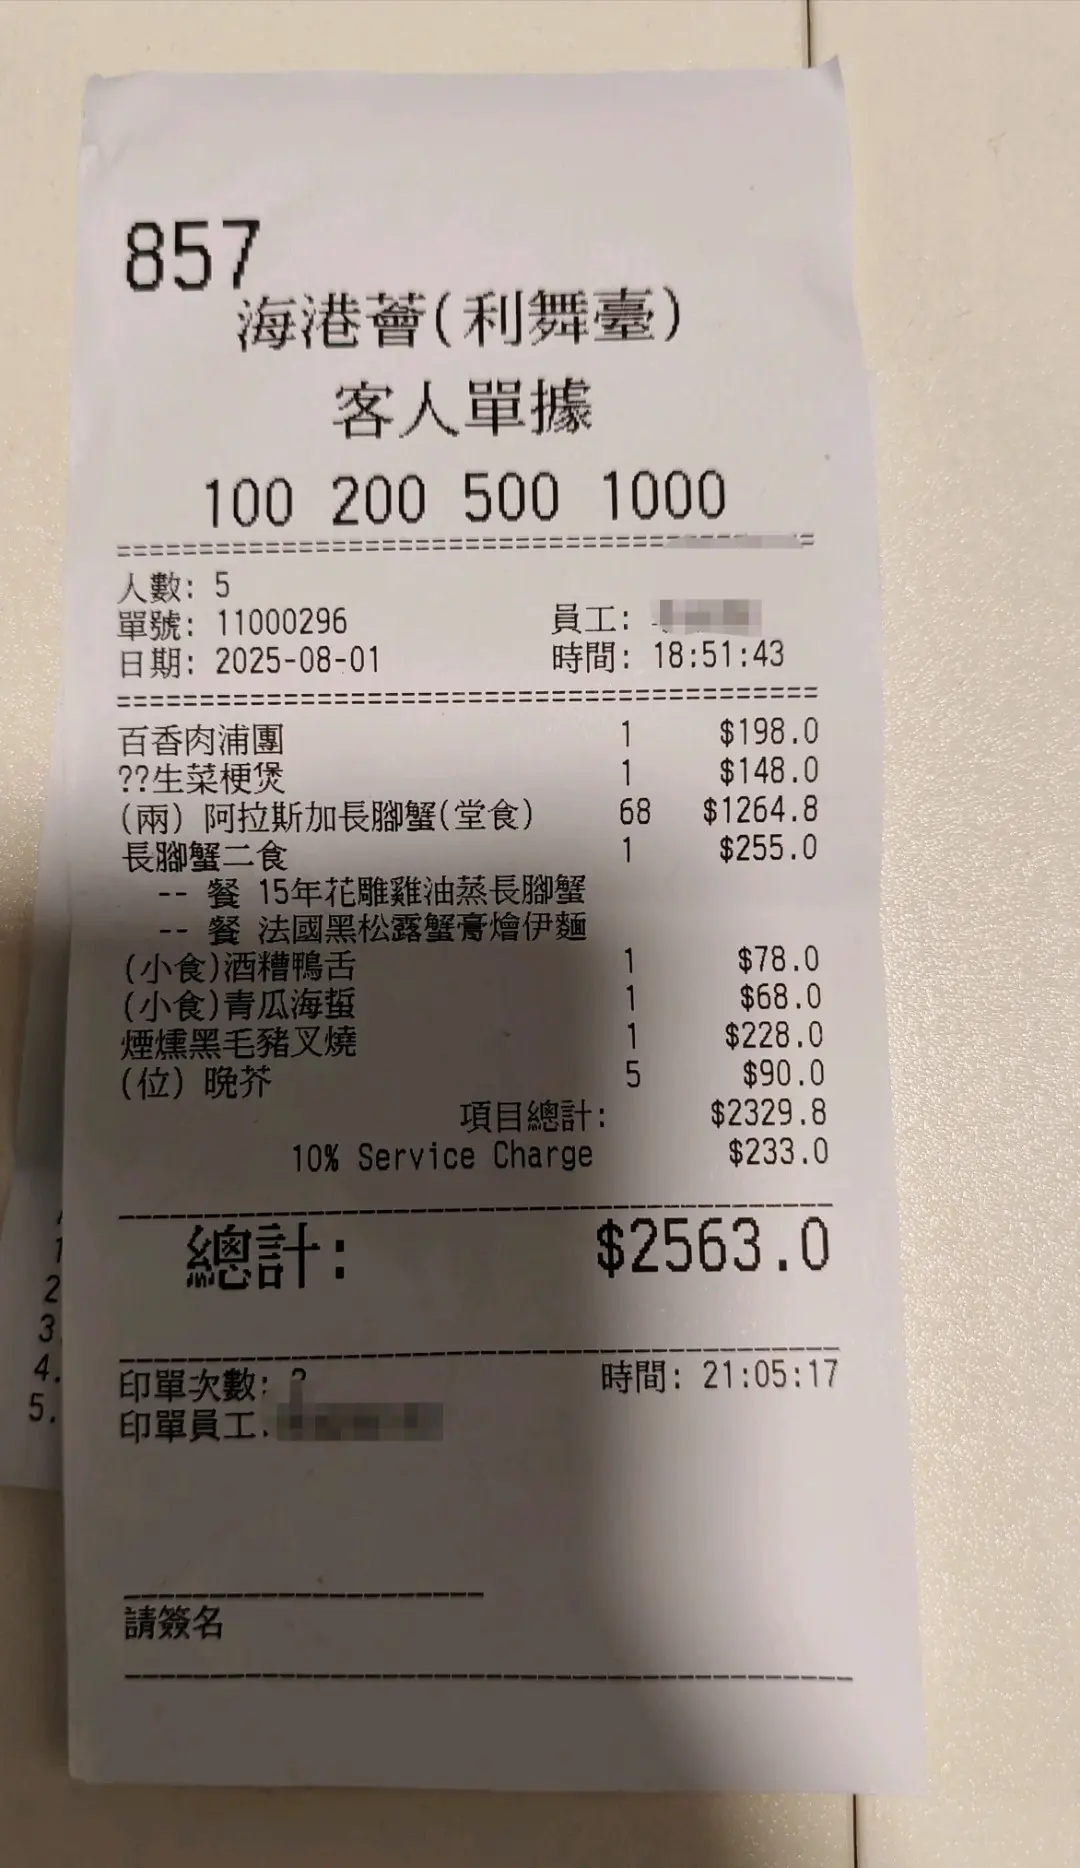 857
海港薈(利舞臺)
客人單據
100 200 500 1000
人數: 5
單號: 11000296 員工:
日期: 2025-08-01 時間: 18:51:43
百香肉浦團 1 $198.0
??生菜梗煲 1 $148.0
(兩) 阿拉斯加長腳蟹(堂食) 68 $1264.8
長腳蟹二食 1 $255.0
-- 餐 15年花雕雞油蒸長腳蟹
-- 餐 法國黑松露蟹膏燴伊麵
(小食)酒糟鴨舌 1 $78.0
(小食)青瓜海蜇 1 $68.0
煙燻黑毛豬叉燒 1 $228.0
(位) 晚芥 5 $90.0
項目總計: $2329.8
10% Service Charge $233.0
總計: $2563.0
印單次數: 時間: 21:05:17
印單員工
請簽名
1
2
3.
4.
5.